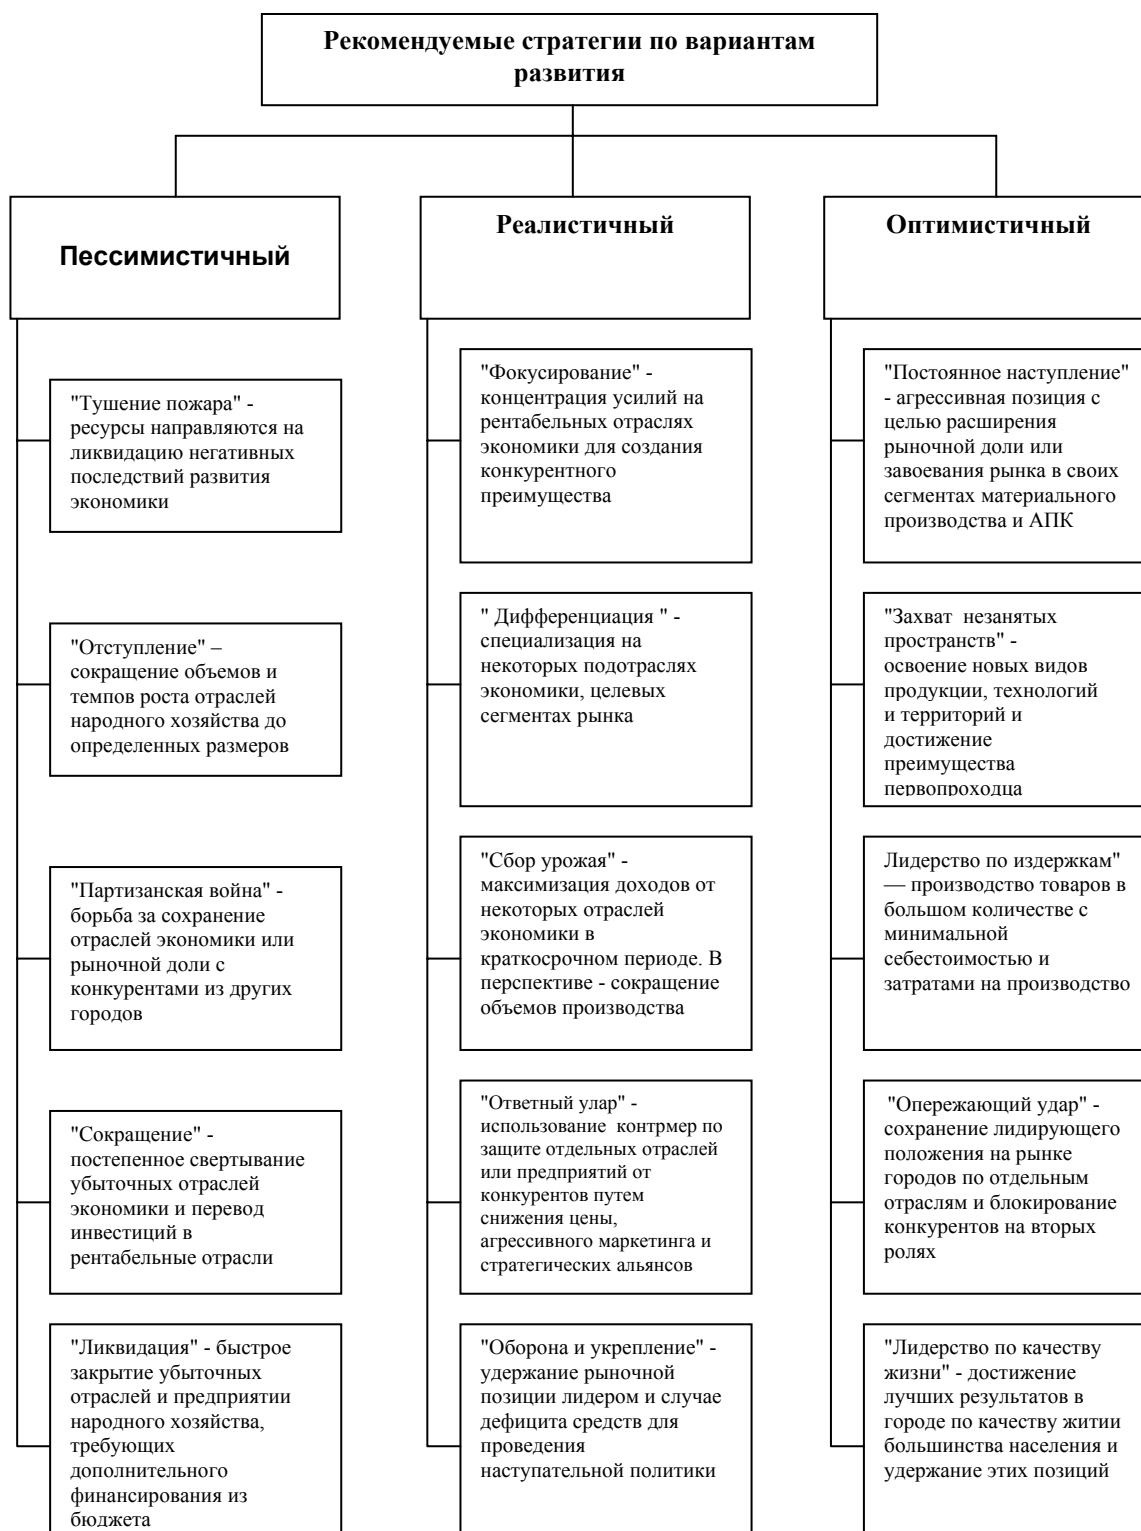 Рекомендуемые стратегии по вариантам
развития
Пессимистичный
"Тушение пожара" -
ресурсы направляются на
ликвидацию негативных
последствий развития
экономики
"Отступление" –
сокращение объемов и
темпов роста отраслей
народного хозяйства до
определенных размеров
"Партизанская война" -
борьба за сохранение
отраслей экономики или
рыночной доли с
конкурентами из других
городов
"Сокращение" -
постепенное свертывание
убыточных отраслей
экономики и перевод
инвестиций в
рентабельные отрасли
"Ликвидация" - быстрое
закрытие убыточных
отраслей и предприятии
народного хозяйства,
требующих
дополнительного
финансирования из
бюджета
Реалистичный
"Фокусирование" -
концентрация усилий на
рентабельных отраслях
экономики для создания
конкурентного
преимущества
" Дифференциация " -
специализация на
некоторых подотраслях
экономики, целевых
сегментах рынка
"Сбор урожая" -
максимизация доходов от
некоторых отраслей
экономики в
краткосрочном периоде. В
перспективе - сокращение
объемов производства
"Ответный улар" -
использование контрмер по
защите отдельных отраслей
или предприятий от
конкурентов путем
снижения цены,
агрессивного маркетинга и
стратегических альянсов
"Оборона и укрепление" -
удержание рыночной
позиции лидером и случае
дефицита средств для
проведения
наступательной политики
Оптимистичный
"Постоянное наступление"
- агрессивная позиция с
целью расширения
рыночной доли или
завоевания рынка в своих
сегментах материального
производства и АПК
"Захват незанятых
пространств" -
освоение новых видов
продукции, технологий
и территорий и
достижение
преимущества
первопроходца
Лидерство по издержкам"
— производство товаров в
большом количестве с
минимальной
себестоимостью и
затратами на производство
"Опережающий удар" -
сохранение лидирующего
положения на рынке
городов по отдельным
отраслям и блокирование
конкурентов на вторых
ролях
"Лидерство по качеству
жизни" - достижение
лучших результатов в
городе по качеству житии
большинства населения и
удержание этих позиций